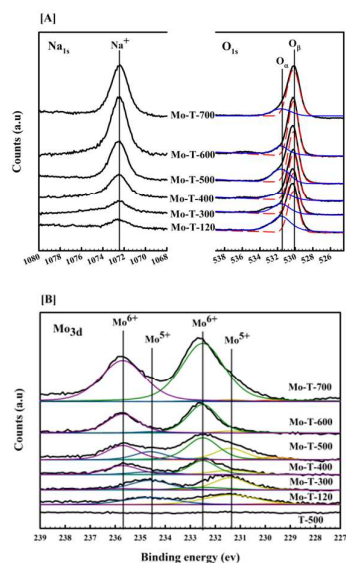 [A]
Na1s
Na+
O1s
Oα
Oβ
Counts (a.u)
Mo-T-700
Mo-T-600
Mo-T-500
Mo-T-400
Mo-T-300
Mo-T-120
1080 1078 1076 1074 1072 1070 1068
538 536 534 532 530 528 526
[B]
Mo3d
Mo6+
Mo5+
Mo6+
Mo5+
Counts (a.u)
Mo-T-700
Mo-T-600
Mo-T-500
Mo-T-400
Mo-T-300
Mo-T-120
T-500
239 238 237 236 235 234 233 232 231 230 229 228 227
Binding energy (ev)